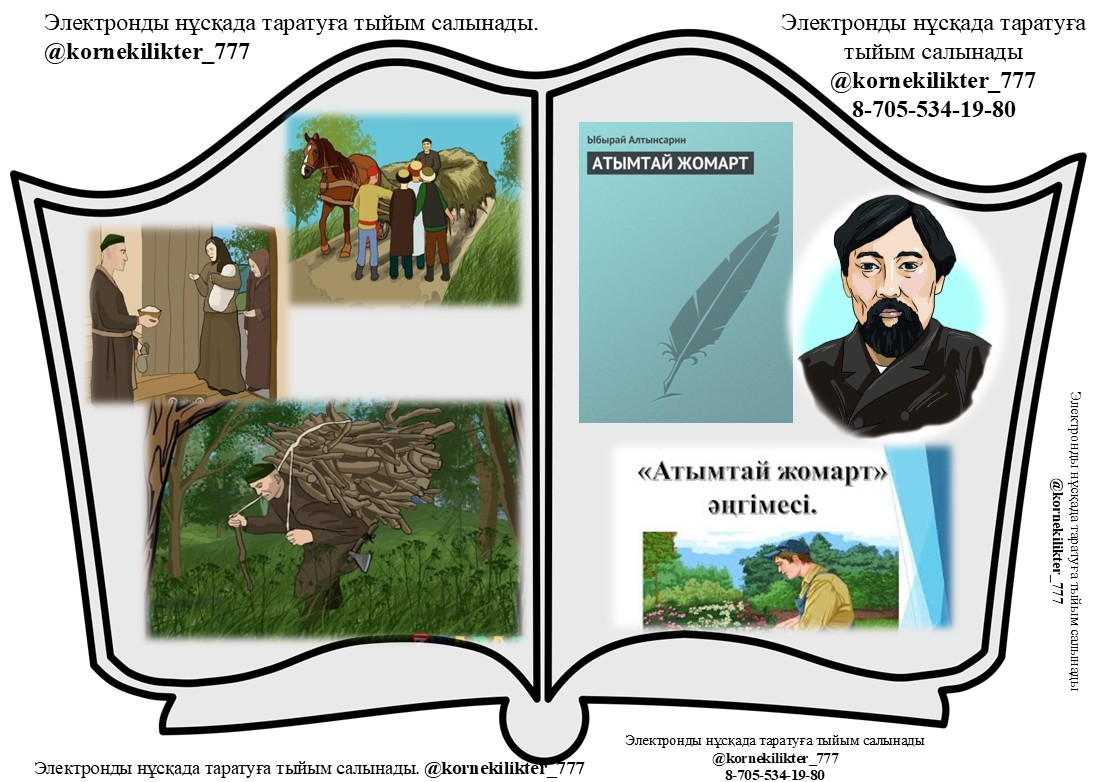 Электронды нұсқада таратуға тыйым салынады.
@kornekilikter_777
Электронды нұсқада таратуға
тыйым салынады
@kornekilikter_777
8-705-534-19-80
Ыбырай Алтынсарин
АТЫМТАЙ ЖОМАРТ
«Атымтай жомарт»
әңгімесі.
Электронды нұсқада таратуға тыйым салынады
@kornekilikter_777
Электронды нұсқада таратуға тыйым салынады
@kornekilikter_777
8-705-534-19-80
Электронды нұсқада таратуға тыйым салынады. @kornekilikter_777